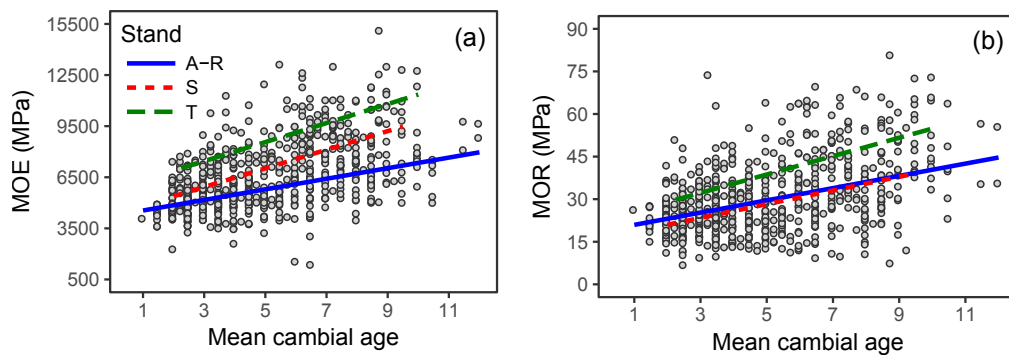 Stand
A−R
S
T
(a)
MOE (MPa)
15500
12500
9500
6500
3500
500
1 3 5 7 9 11
Mean cambial age
(b)
MOR (MPa)
90
75
60
45
30
15
0
1 3 5 7 9 11
Mean cambial age